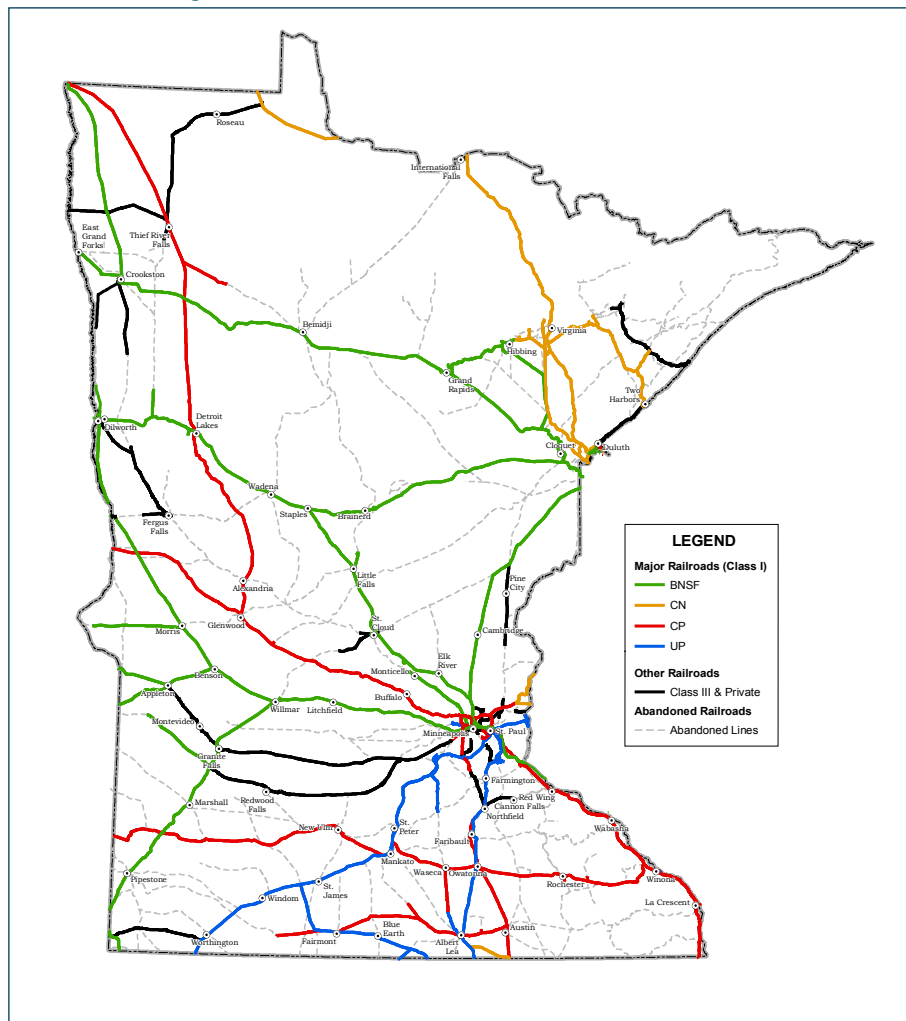 Roseau
International
Falls
East
Grand
Forks
Thief River
Falls
Crookston
Bemidji
Virginia
Hibbing
Grand
Rapids
Two
Harbors
Detroit
Lakes
Dilworth
Cloquet
Duluth
Wadena
Staples
Brainerd
Fergus
Falls
Little
Falls
Pine
City
Alexandria
Glenwood
Morris
St.
Cloud
Cambridge
Elk
River
Monticello
Benson
Appleton
Buffalo
Willmar
Litchfield
Montevideo
Minneapolis
St. Paul
Granite
Falls
Farmington
Redwood
Falls
Red Wing
Cannon Falls
Northfield
Marshall
New Ulm
St.
Peter
Faribault
Wabasha
Mankato
Waseca
Owatonna
Pipestone
St.
James
Rochester
Winona
Windom
La Crescent
Worthington
Fairmont
Blue
Earth
Albert
Lea
Austin
LEGEND
Major Railroads (Class I)
BNSF
CN
CP
UP
Other Railroads
Class III & Private
Abandoned Railroads
Abandoned Lines